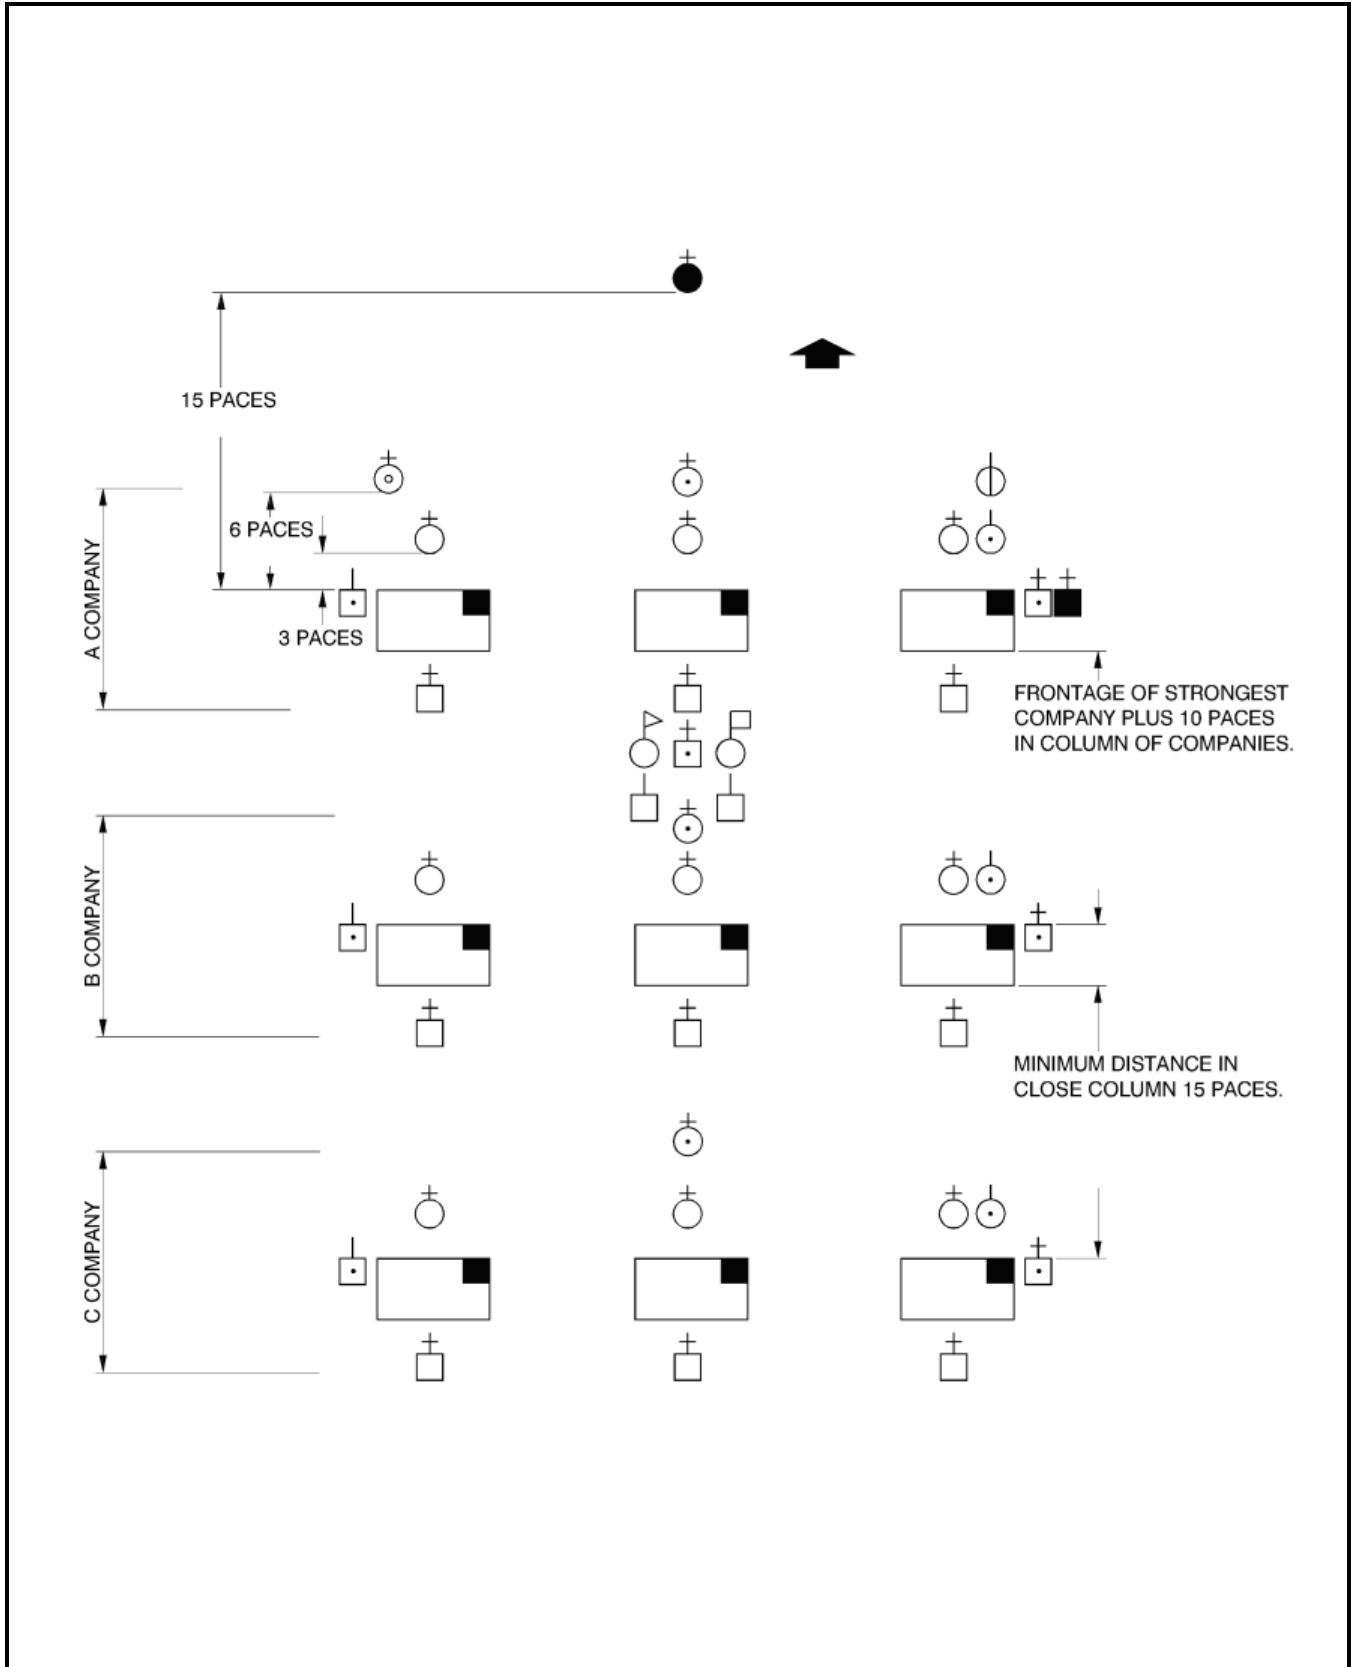 15 PACES
6 PACES
A COMPANY
3 PACES
FRONTAGE OF STRONGEST
COMPANY PLUS 10 PACES
IN COLUMN OF COMPANIES.
B COMPANY
MINIMUM DISTANCE IN
CLOSE COLUMN 15 PACES.
C COMPANY